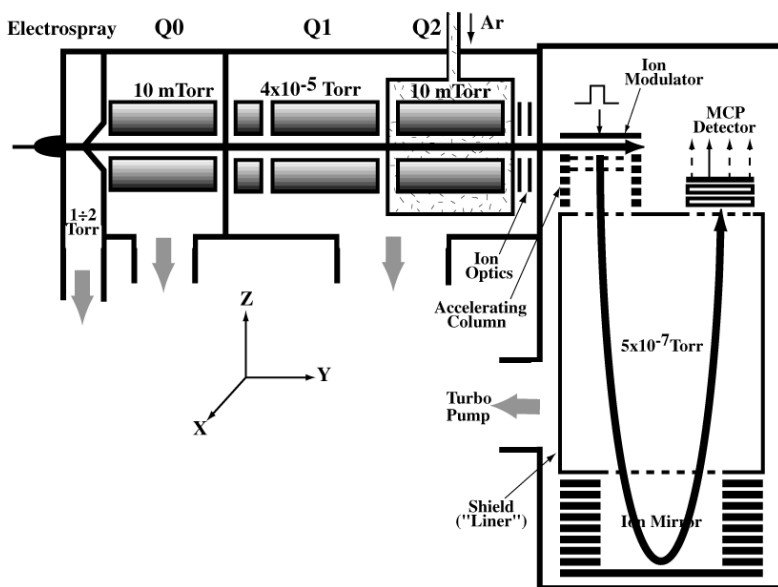 Electrospray
Q0
Q1
Q2
Ar
10 mTorr
4x10-5 Torr
10 mTorr
Ion
Modulator
MCP
Detector
1÷2
Torr
Ion
Optics
Accelerating
Column
Z
Y
X
5x10-7Torr
Turbo
Pump
Shield
("Liner")
Ion Mirror